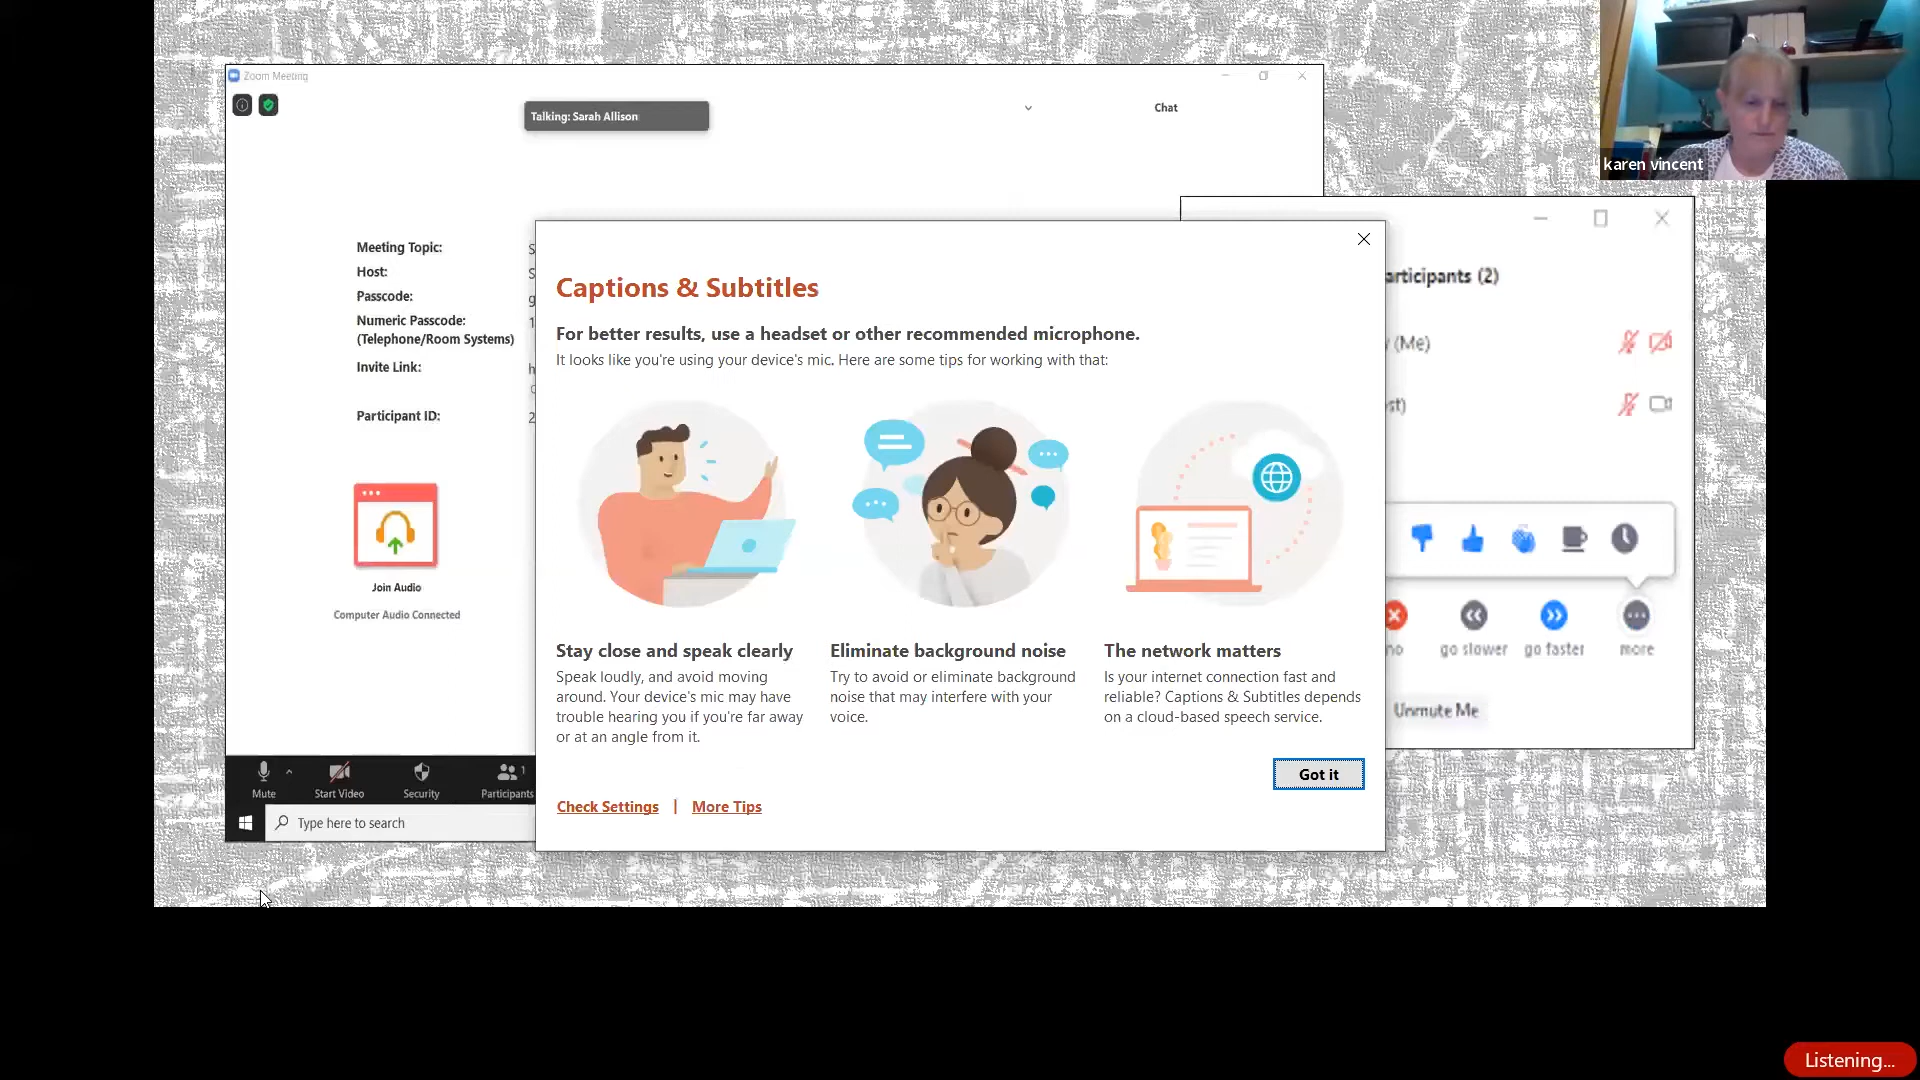 Zoom Meeting
Talking: Sarah Allison
Chat
karen vincent
Meeting Topic:
Host:
Passcode:
Numeric Passcode:
(Telephone/Room Systems)
Invite Link:
Participant ID:
Join Audio
Computer Audio Connected
Mute
Start Video
Security
Participants
1
Type here to search
Captions & Subtitles
For better results, use a headset or other recommended microphone.
It looks like you're using your device's mic. Here are some tips for working with that:
Stay close and speak clearly
Speak loudly, and avoid moving
around. Your device's mic may have
trouble hearing you if you're far away
or at an angle from it.
Eliminate background noise
Try to avoid or eliminate background
noise that may interfere with your
voice.
The network matters
Is your internet connection fast and
reliable? Captions & Subtitles depends
on a cloud-based speech service.
Got it
Check Settings | More Tips
articipants (2)
(Me)
st)
no
go slower
go faster
more
Unmute Me
Listening...